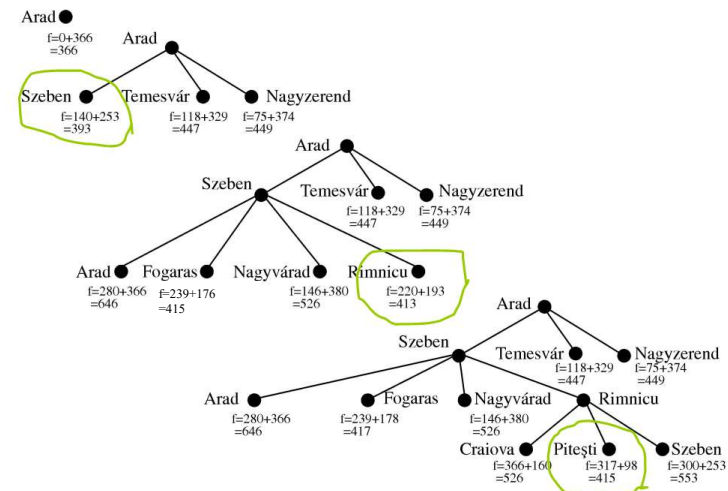 Arad
f=0+366
=366
Arad
Szeben
Temesvár
Nagyzerend
f=140+253
=393
f=118+329
=447
f=75+374
=449
Arad
Szeben
Temesvár
Nagyzerend
f=118+329
=447
f=75+374
=449
Arad
Fogaras
Nagyvárad
Rimnicu
f=280+366
=646
f=239+176
=415
f=146+380
=526
f=220+193
=413
Arad
Szeben
Temesvár
Nagyzerend
f=118+329
=447
f=75+374
=449
Arad
Fogaras
Nagyvárad
Rimnicu
f=280+366
=646
f=239+178
=417
f=146+380
=526
Craiova
Pitești
Szeben
f=366+160
=526
f=317+98
=415
f=300+253
=553